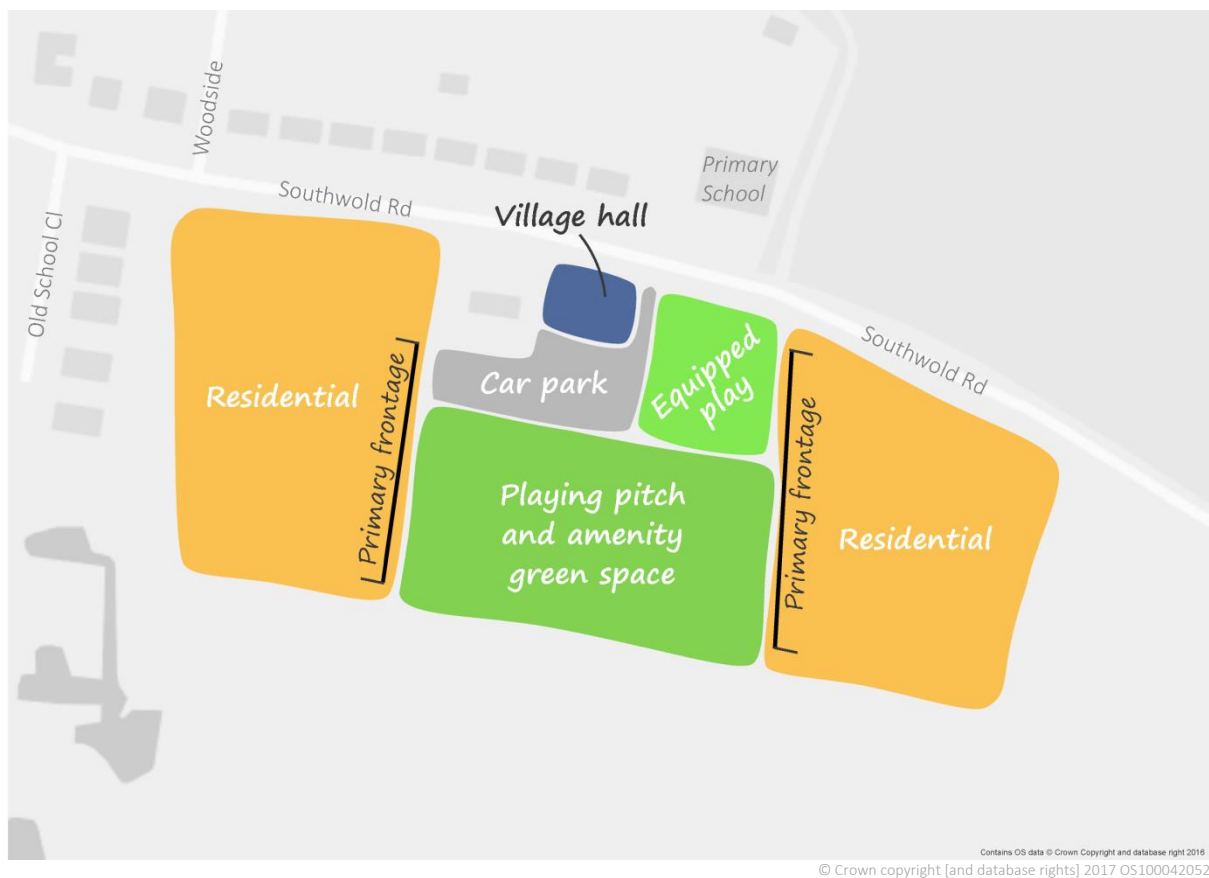 Woodside
Southwold Rd
Primary
School
Village hall
Old School Cl
Southwold Rd
Equipped
play
Car park
Residential
Primary frontage
Playing pitch
and amenity
green space
Primary frontage
Residential
Contains OS data © Crown Copyright and database right 2016
© Crown copyright [and database rights] 2017 OS100042052